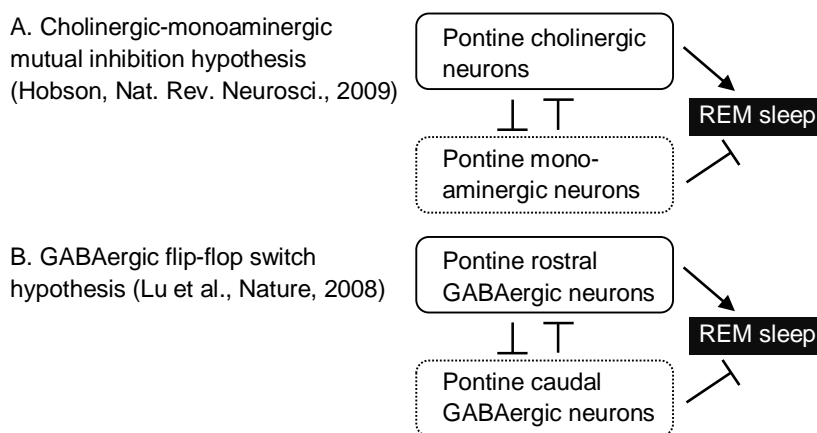 A. Cholinergic-monoaminergic
mutual inhibition hypothesis
(Hobson, Nat. Rev. Neurosci., 2009)
Pontine cholinergic
neurons
REM sleep
Pontine mono-
aminergic neurons
B. GABAergic flip-flop switch
hypothesis (Lu et al., Nature, 2008)
Pontine rostral
GABAergic neurons
REM sleep
Pontine caudal
GABAergic neurons